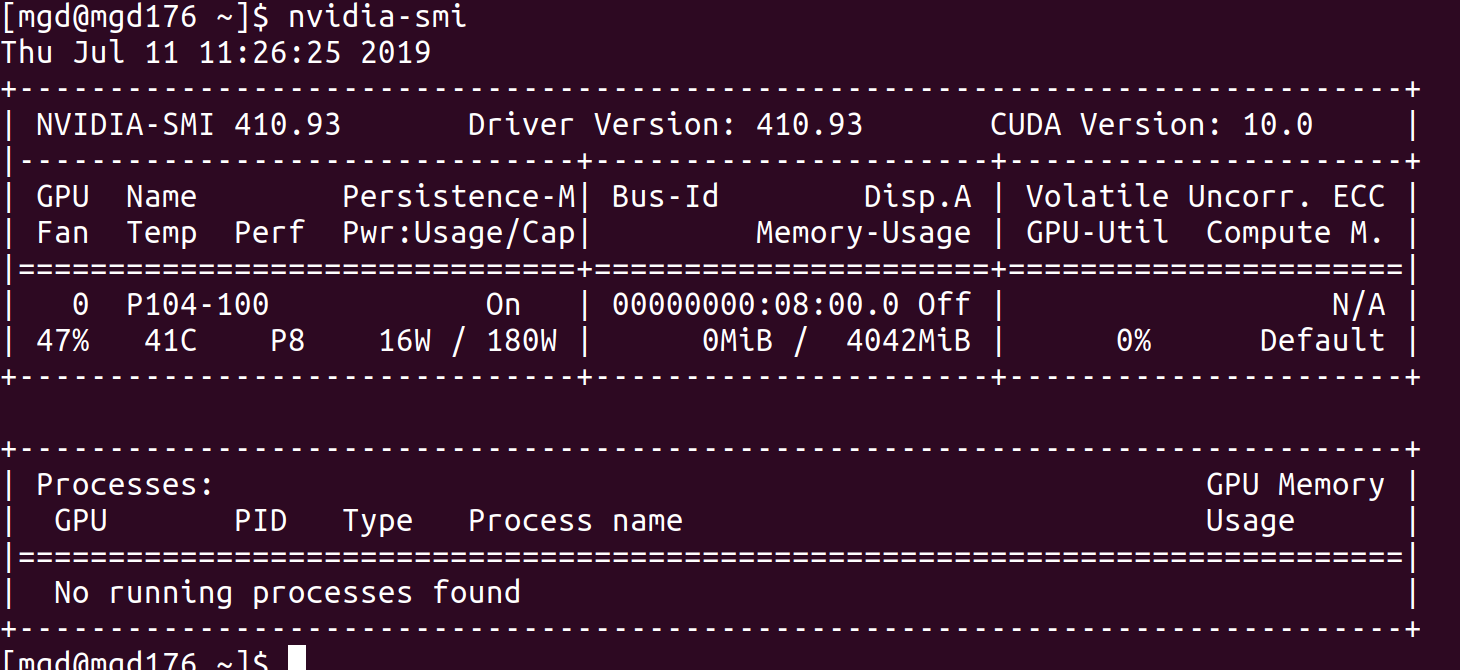 [mgd@mgd176 ~]$ nvidia-smi
Thu Jul 11 11:26:25 2019
+-----------------------------------------------------------------------------+
| NVIDIA-SMI 410.93       Driver Version: 410.93       CUDA Version: 10.0     |
|-------------------------------+----------------------+----------------------+
| GPU  Name        Persistence-M| Bus-Id        Disp.A | Volatile Uncorr. ECC |
| Fan  Temp  Perf  Pwr:Usage/Cap|         Memory-Usage | GPU-Util  Compute M. |
|===============================+======================+======================|
|   0  P104-100            On   | 00000000:08:00.0 Off |                  N/A |
| 47%   41C    P8    16W / 180W |      0MiB /  4042MiB |      0%      Default |
+-------------------------------+----------------------+----------------------+
+-----------------------------------------------------------------------------+
| Processes:                                                       GPU Memory |
|  GPU       PID   Type   Process name                             Usage      |
|=============================================================================|
|  No running processes found                                                 |
+-----------------------------------------------------------------------------+
[mgd@mgd176 ~]$